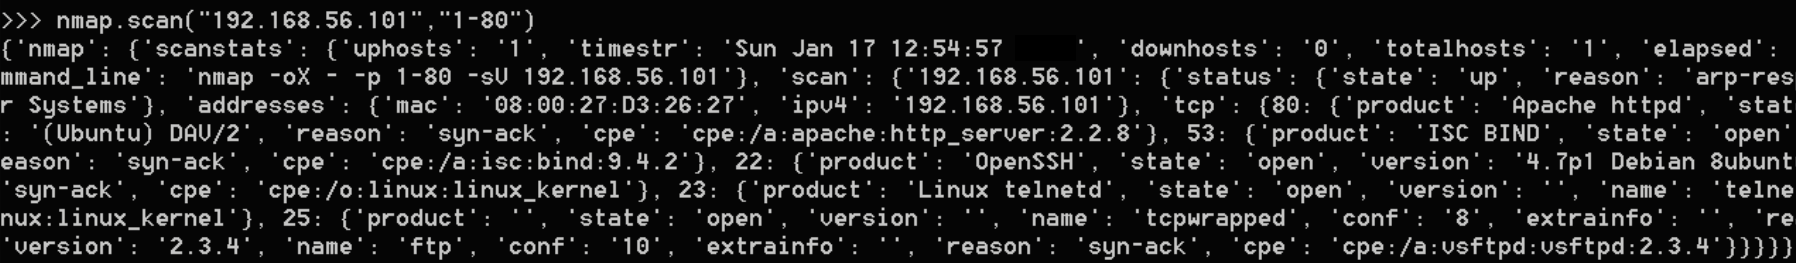 >>> nmap.scan("192.168.56.101","1-80")
{'nmap': {'scanstats': {'uphosts': '1', 'timestr': 'Sun Jan 17 12:54:57      ', 'downhosts': '0', 'totalhosts': '1', 'elapsed':
mmand_line': 'nmap -oX - -p 1-80 -sV 192.168.56.101'}, 'scan': {'192.168.56.101': {'status': {'state': 'up', 'reason': 'arp-res
r Systems'}, 'addresses': {'mac': '08:00:27:D3:26:27', 'ipv4': '192.168.56.101'}, 'tcp': {80: {'product': 'Apache httpd', 'stat
: '(Ubuntu) DAV/2', 'reason': 'syn-ack', 'cpe': 'cpe:/a:apache:http_server:2.2.8'}, 53: {'product': 'ISC BIND', 'state': 'open'
eason': 'syn-ack', 'cpe': 'cpe:/a:isc:bind:9.4.2'}, 22: {'product': 'OpenSSH', 'state': 'open', 'version': '4.7p1 Debian 8ubunt
'syn-ack', 'cpe': 'cpe:/o:linux:linux_kernel'}, 23: {'product': 'Linux telnetd', 'state': 'open', 'version': '', 'name': 'telne
nux:linux_kernel'}, 25: {'product': '', 'state': 'open', 'version': '', 'name': 'tcpwrapped', 'conf': '8', 'extrainfo': '', 're
'version': '2.3.4', 'name': 'ftp', 'conf': '10', 'extrainfo': '', 'reason': 'syn-ack', 'cpe': 'cpe:/a:vsftpd:vsftpd:2.3.4'}}}}}